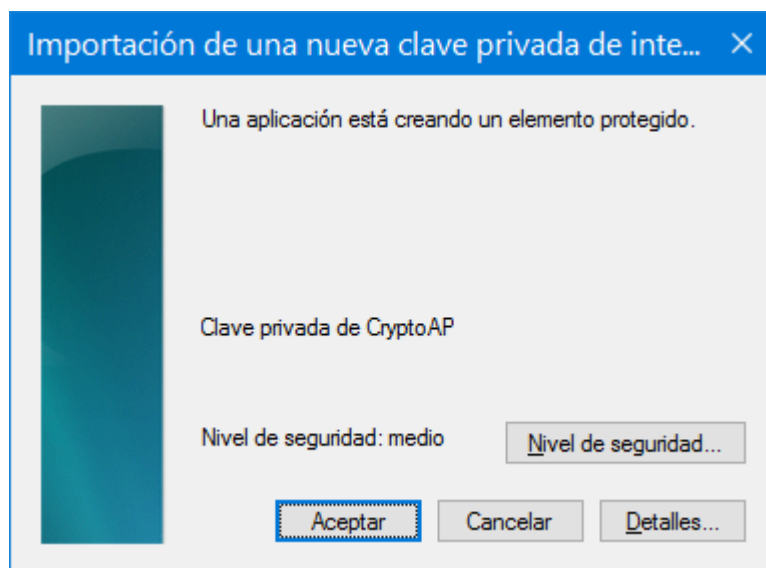 Importación de una nueva clave privada de inte...
Una aplicación está creando un elemento protegido.
Clave privada de CryptoAP
Nivel de seguridad: medio
Nivel de seguridad...
Aceptar
Cancelar
Detalles...